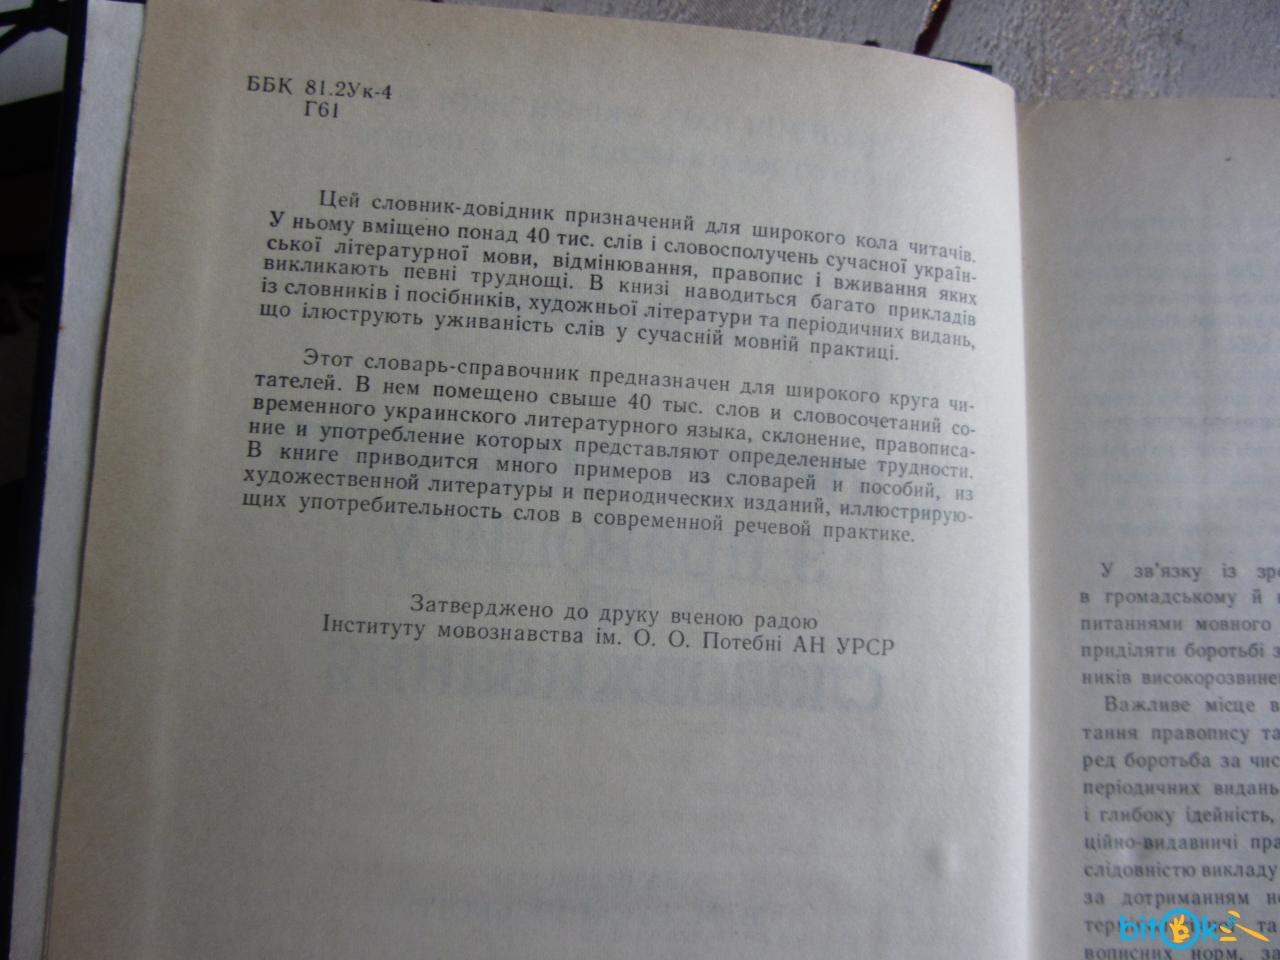 ББК 81.2Ук-4
Г61
Цей словник-довідник призначений для широкого кола читачів.
У ньому вміщено понад 40 тис. слів і словосполучень сучасної україн-
ської літературної мови, відмінювання, правопис і вживання яких
викликають певні труднощі. В книзі наводиться багато прикладів
із словників і посібників, художньої літератури та періодичних видань,
що ілюструють уживаність слів у сучасній мовній практиці.
Этот словарь-справочник предназначен для широкого круга чи-
тателей. В нем помещено свыше 40 тыс. слов и словосочетаний со-
временного украинского литературного языка, склонение, правописа-
ние и употребление которых представляют определенные трудности.
В книге приводится много примеров из словарей и пособий, из
художественной литературы и периодических изданий, иллюстрирую-
щих употребительность слов в современной речевой практике.
Затверджено до друку вченою радою
Інституту мовознавства ім. О. О. Потебні АН УРСР
У зв'язку із
в громадському й
питаннями мовного
приділяти боротьбі
ників
Важливе місце
тання правопису та
ред боротьба за
періодичних видань
і глибоку ідейність,
ційно-видавничі
слідовністю викладу
за дотриманням
та
вописних норм,